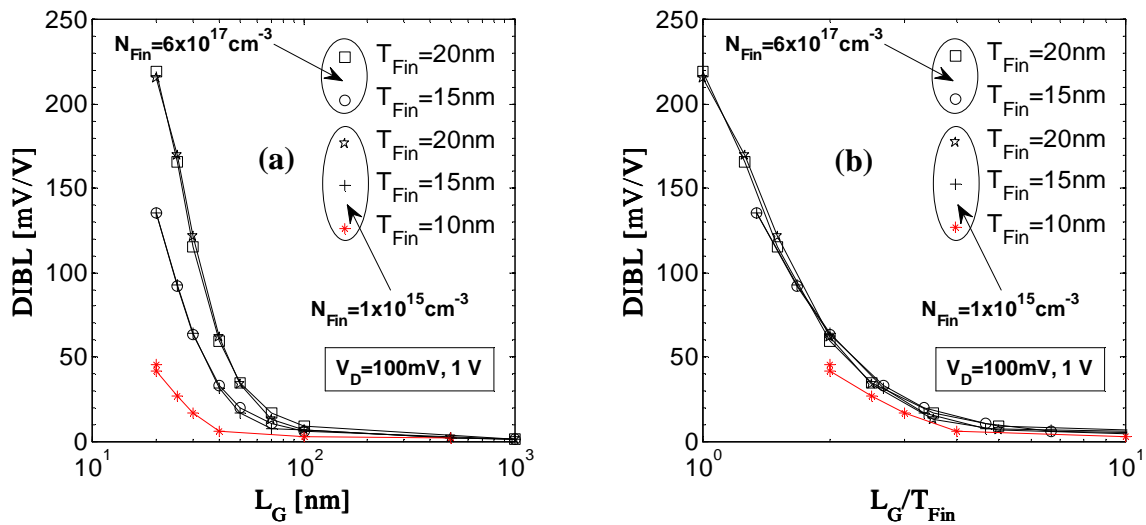 250
200
150
100
50
0
DIBL [mV/V]
N_Fin=6x10^17cm^-3
T_Fin=20nm
T_Fin=15nm
(a)
T_Fin=20nm
T_Fin=15nm
T_Fin=10nm
N_Fin=1x10^15cm^-3
V_D=100mV, 1 V
10^1
10^2
10^3
L_G [nm]
250
200
150
100
50
0
DIBL [mV/V]
N_Fin=6x10^17cm^-3
T_Fin=20nm
T_Fin=15nm
(b)
T_Fin=20nm
T_Fin=15nm
T_Fin=10nm
N_Fin=1x10^15cm^-3
V_D=100mV, 1 V
10^0
10^1
L_G/T_Fin